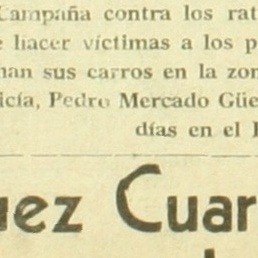 Campaña contra los rat
e hacer víctimas a los p
nan sus carros en la zon
icía, Pedro Mercado Güe
días en el
uez Cuar